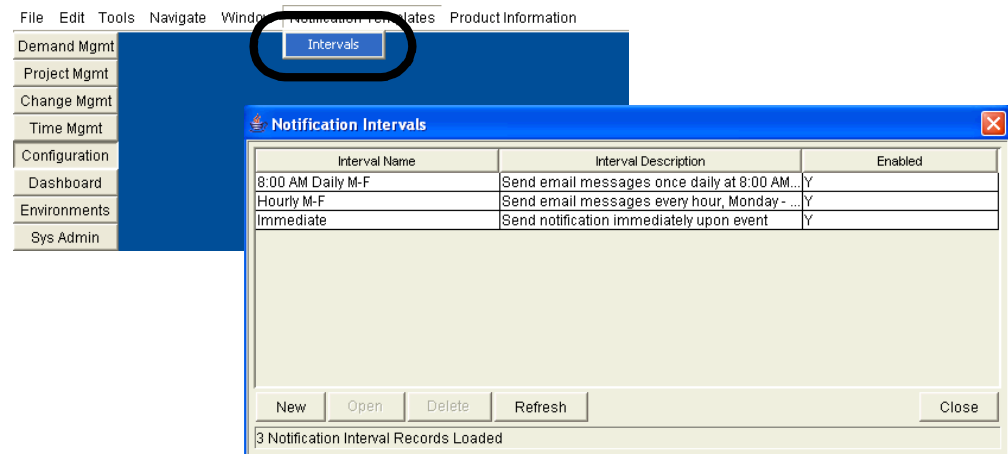 File Edit Tools Navigate Window Notification Templates Product Information
Intervals
Demand Mgmt
Project Mgmt
Change Mgmt
Time Mgmt
Configuration
Dashboard
Environments
Sys Admin
Notification Intervals
Interval Name Interval Description Enabled
8:00 AM Daily M-F Send email messages once daily at 8:00 AM... Y
Hourly M-F Send email messages every hour, Monday - ... Y
Immediate Send notification immediately upon event Y
New Open Delete Refresh Close
3 Notification Interval Records Loaded